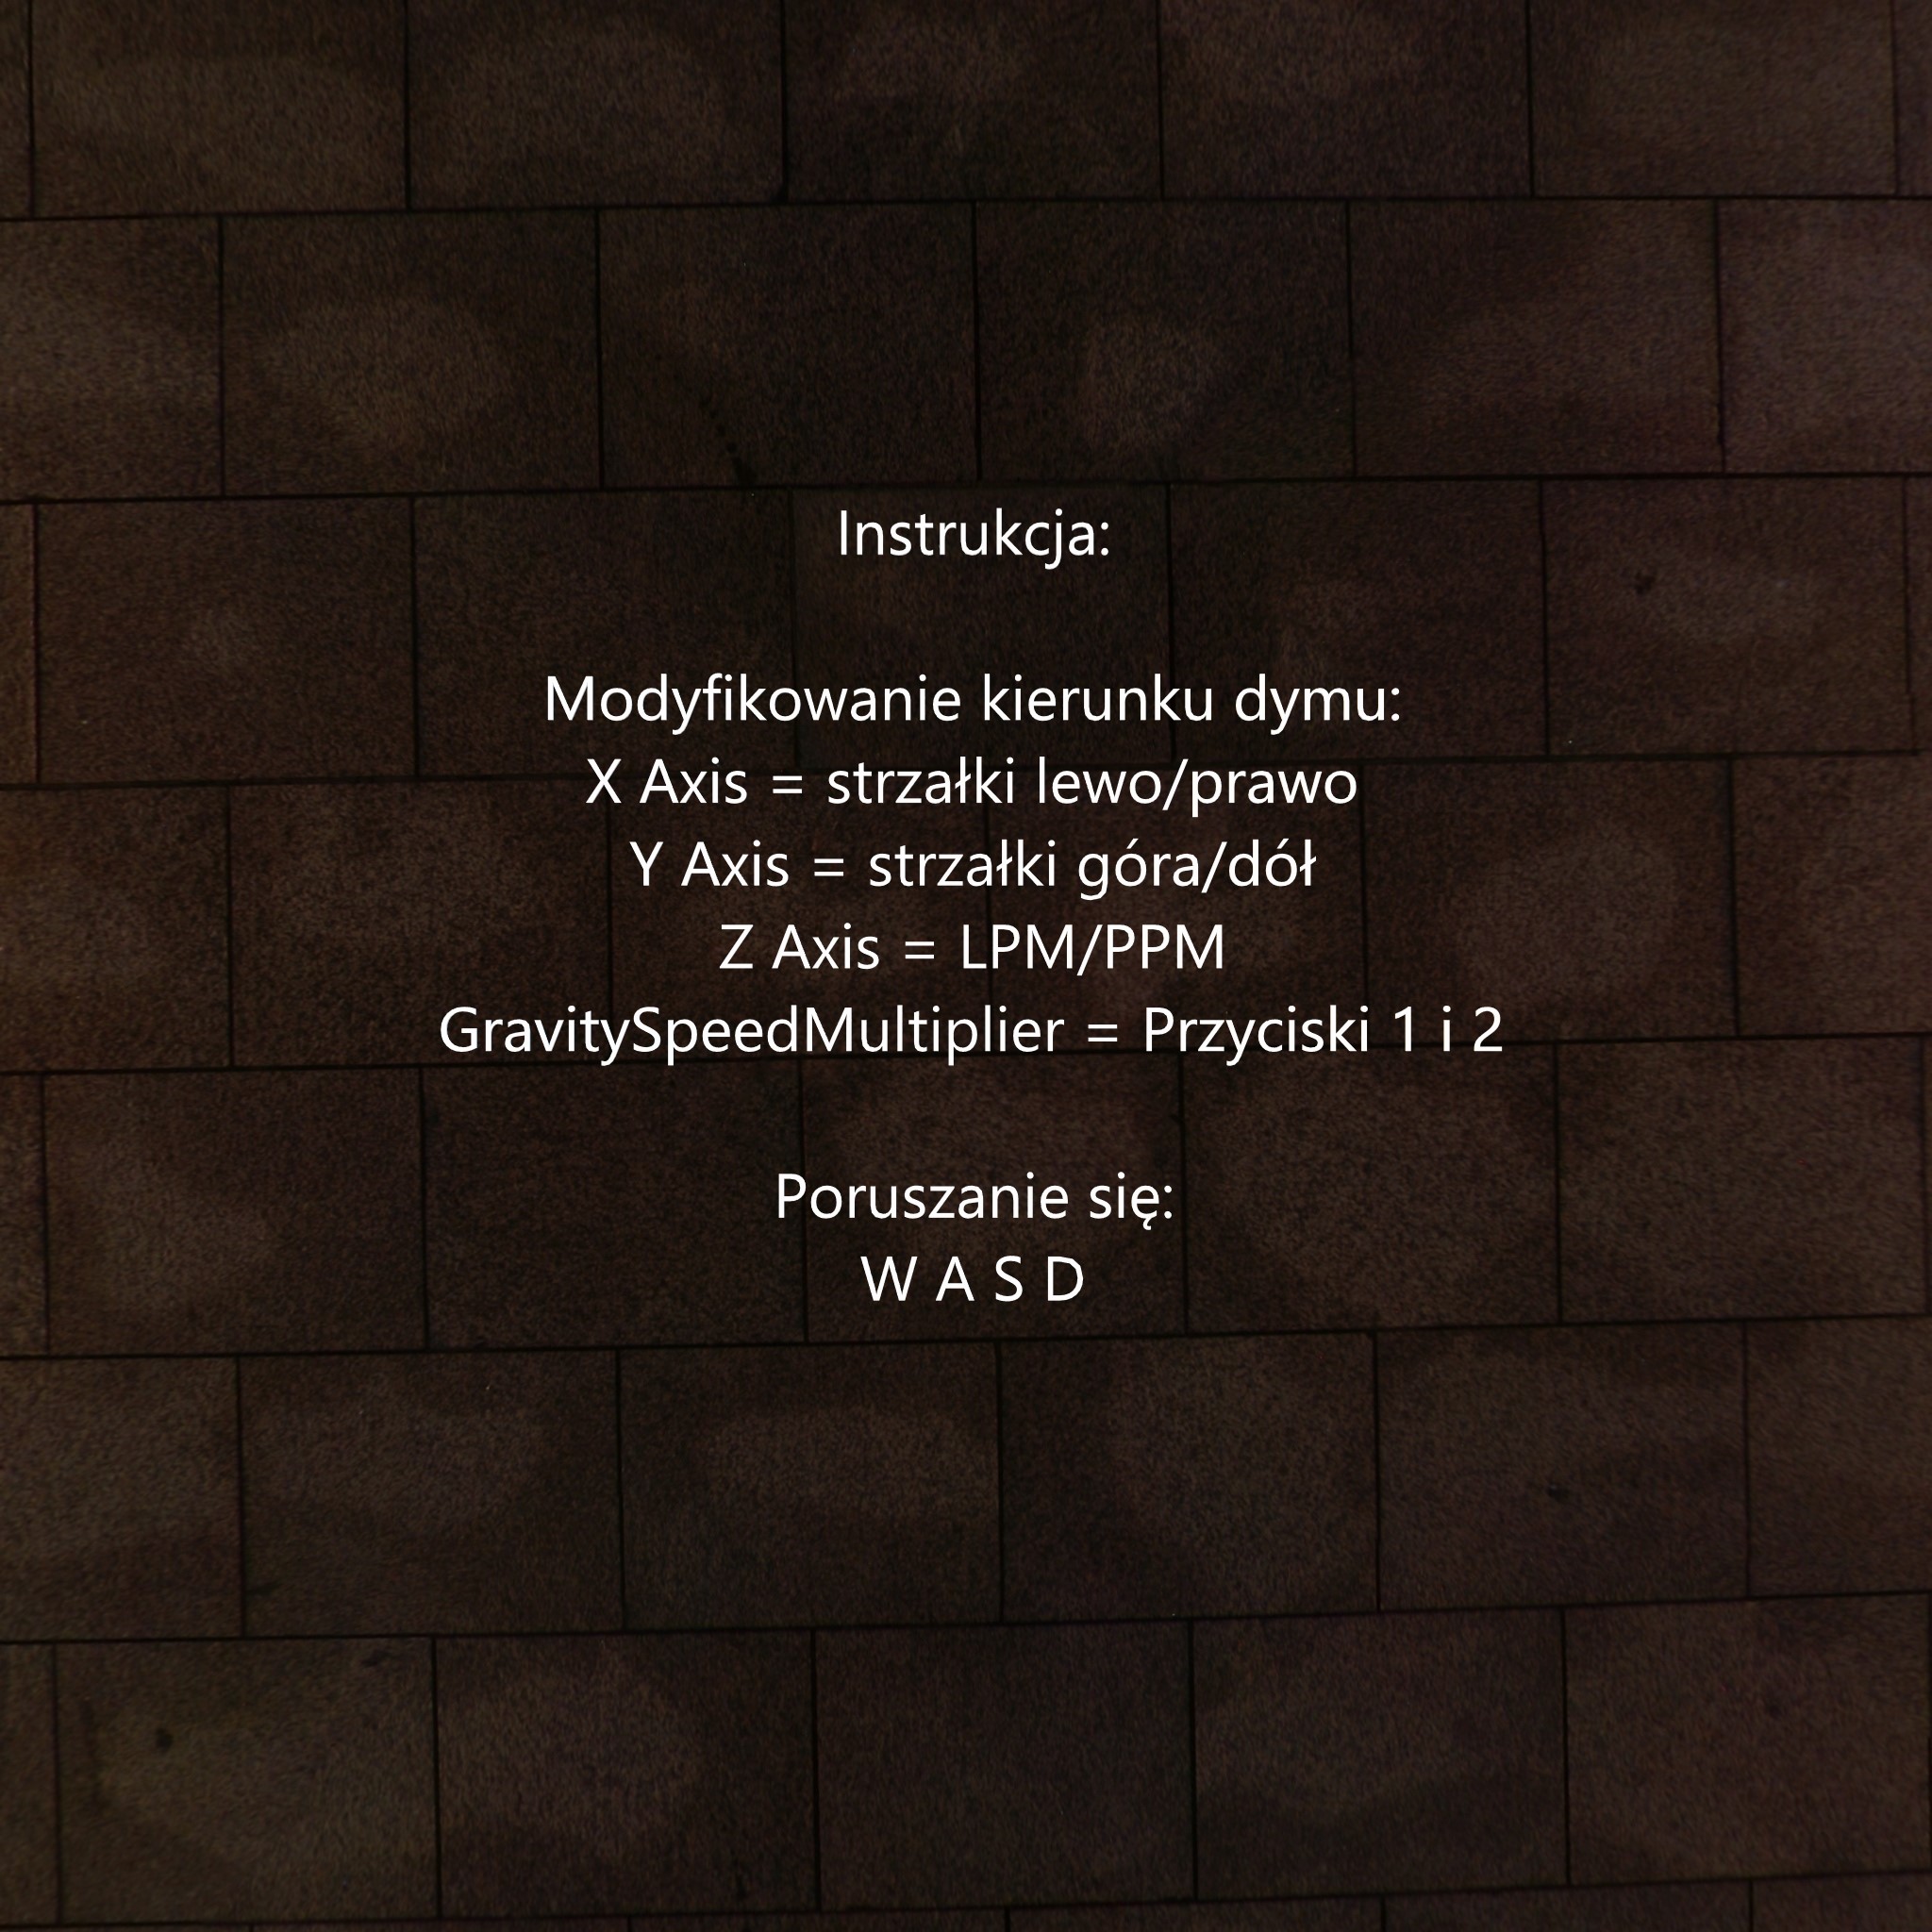 Instrukcja:
Modyfikowanie kierunku dymu:
X Axis = strzałki lewo/prawo
Y Axis = strzałki góra/dół
Z Axis = LPM/PPM
GravitySpeedMultiplier = Przyciski 1 i 2
Poruszanie się:
W A S D